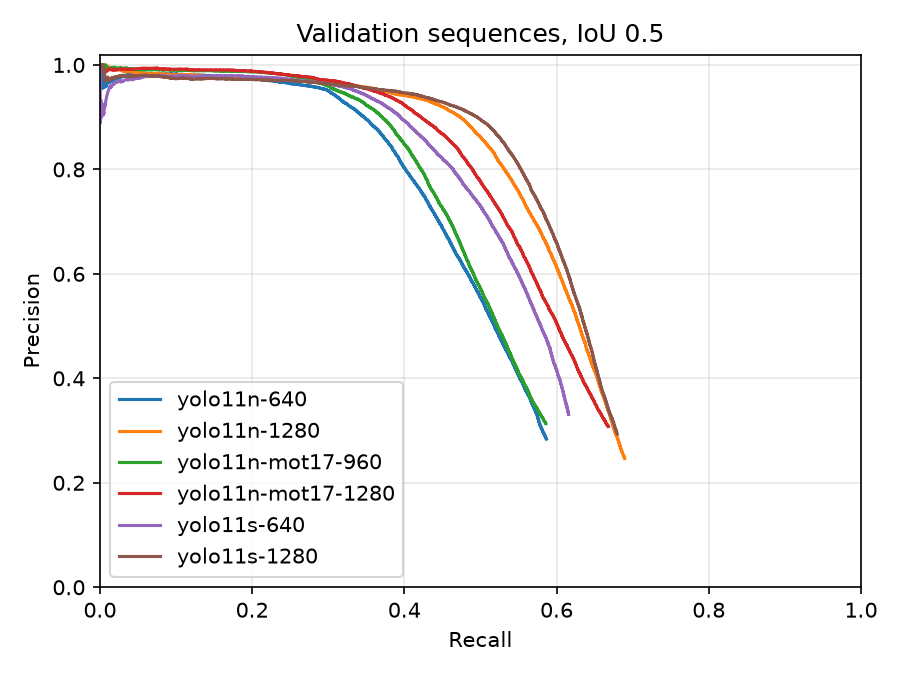 Validation sequences, IoU 0.5
Precision
1.0
0.8
0.6
0.4
0.2
0.0
yolo11n-640
yolo11n-1280
yolo11n-mot17-960
yolo11n-mot17-1280
yolo11s-640
yolo11s-1280
0.0 0.2 0.4 0.6 0.8 1.0
Recall